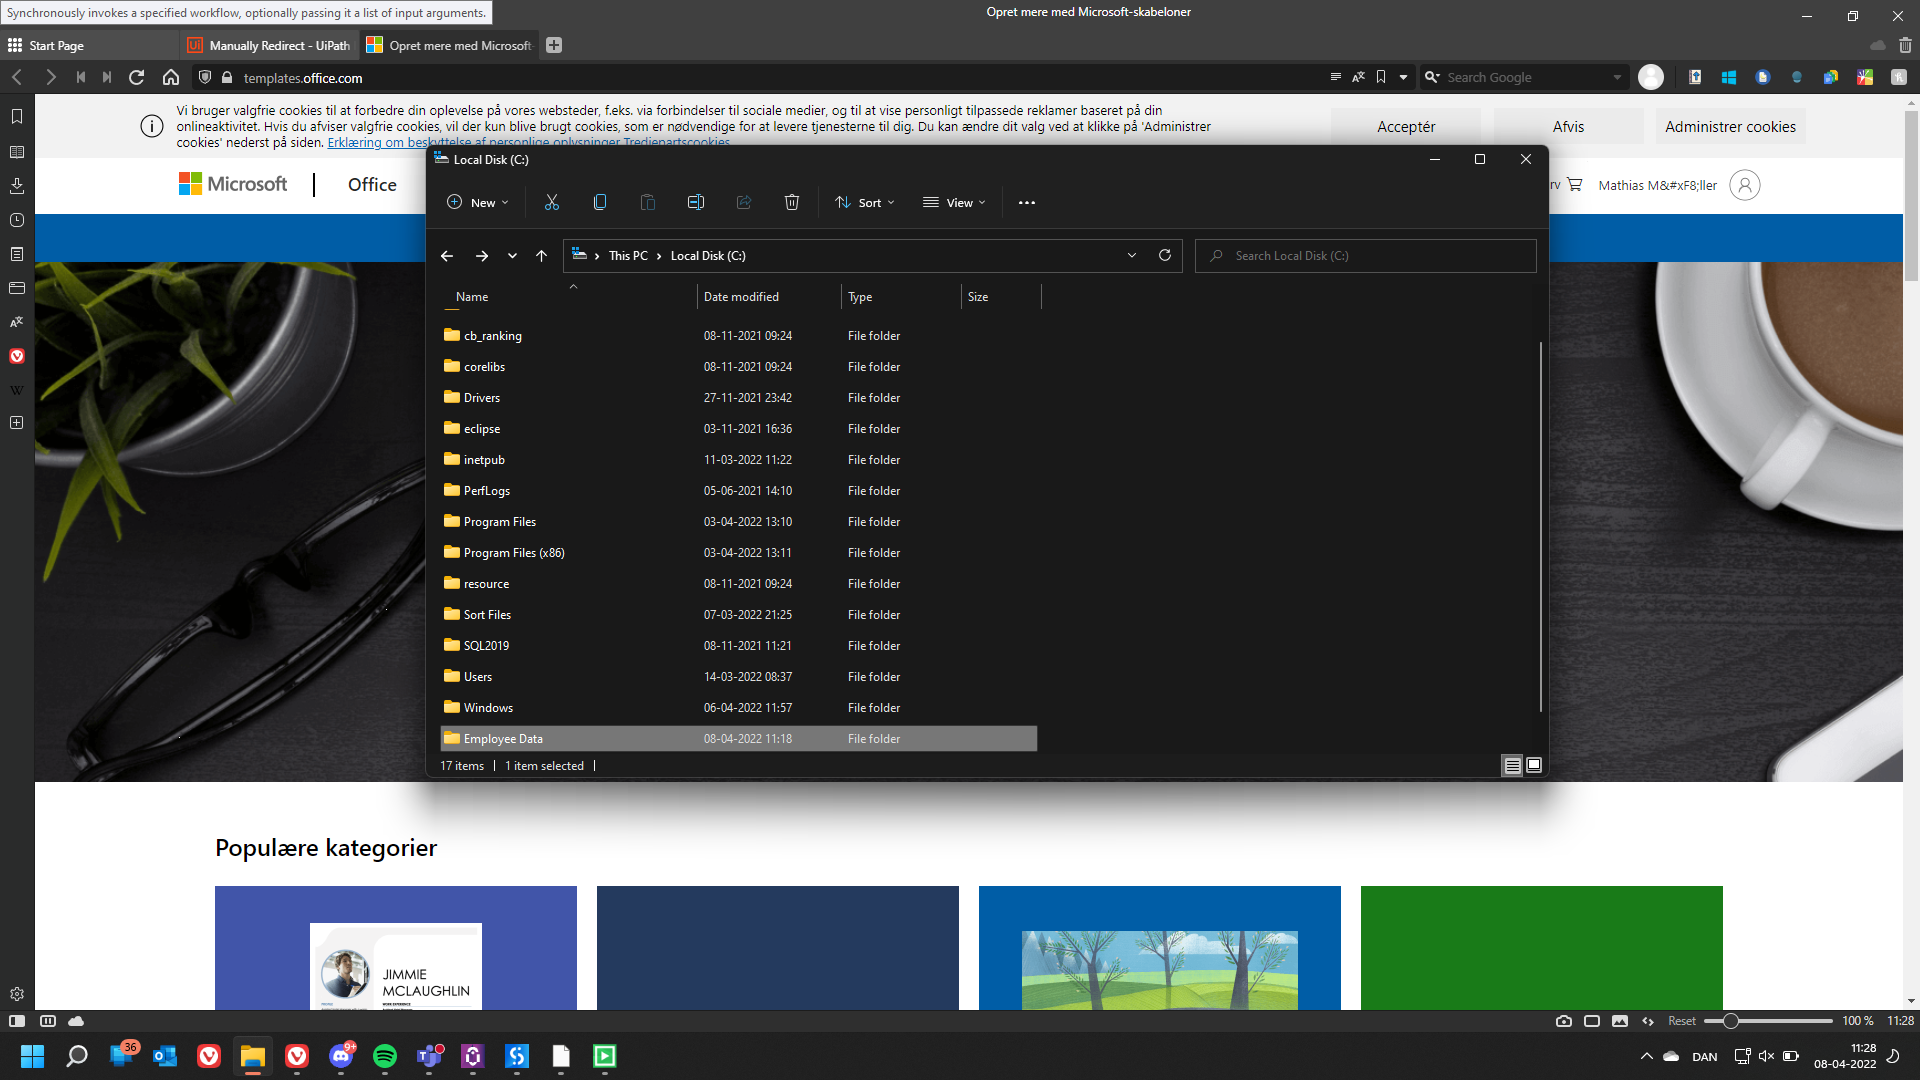 Synchronously invokes a specified workflow, optionally passing it a list of input arguments.
Opret mere med Microsoft-skabeloner
Start Page
Manually Redirect - UiPath
Opret mere med Microsoft-
templates.office.com
Search Google
Vi bruger valgfrie cookies til at forbedre din oplevelse på vores websteder, f.eks. via forbindelser til sociale medier, og til at vise personligt tilpassede reklamer baseret på din
onlineaktivitet. Hvis du afviser valgfrie cookies, vil der kun blive brugt cookies, som er nødvendige for at levere tjenesterne til dig. Du kan ændre dit valg ved at klikke på 'Administrer
cookies' nederst på siden. Erklæring om beskyttelse af personlige oplysninger Tredjepartscookies
Acceptér
Afvis
Administrer cookies
Microsoft
Office
rv
Mathias M&#xF8;ller
Local Disk (C:)
New
Sort
View
This PC
Local Disk (C:)
Search Local Disk (C:)
Name Date modified Type Size
cb_ranking 08-11-2021 09:24 File folder
corelibs 08-11-2021 09:24 File folder
Drivers 27-11-2021 23:42 File folder
eclipse 03-11-2021 16:36 File folder
inetpub 11-03-2022 11:22 File folder
PerfLogs 05-06-2021 14:10 File folder
Program Files 03-04-2022 13:10 File folder
Program Files (x86) 03-04-2022 13:11 File folder
resource 08-11-2021 09:24 File folder
Sort Files 07-03-2022 21:25 File folder
SQL2019 08-11-2021 11:21 File folder
Users 14-03-2022 08:37 File folder
Windows 06-04-2022 11:57 File folder
Employee Data 08-04-2022 11:18 File folder
17 items 1 item selected
Populære kategorier
JIMMIE
MCLAUGHLIN
WORK EXPERIENCE
Reset
100 %
11:28
36
9+
DAN
11:28
08-04-2022